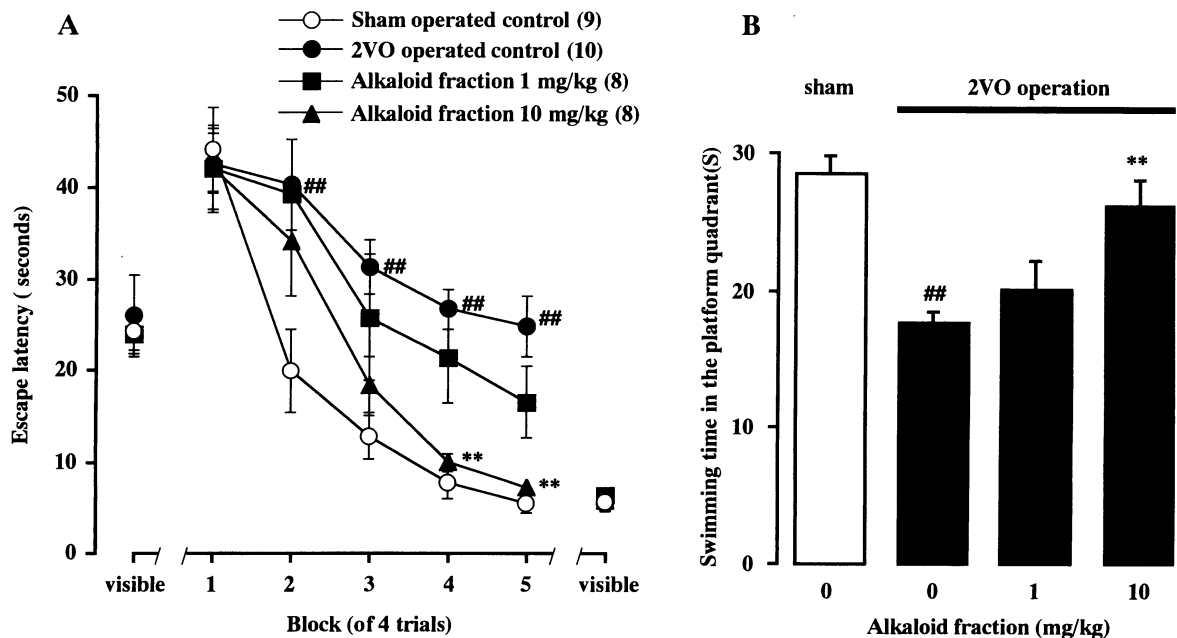 A
Sham operated control (9)
2VO operated control (10)
Alkaloid fraction 1 mg/kg (8)
Alkaloid fraction 10 mg/kg (8)
Escape latency ( seconds)
50
40
30
20
10
0
##
##
##
##
**
**
visible 1 2 3 4 5 visible
Block (of 4 trials)
B
sham 2VO operation
Swimming time in the platform quadrant(S)
30
20
10
0
##
**
0 0 1 10
Alkaloid fraction (mg/kg)